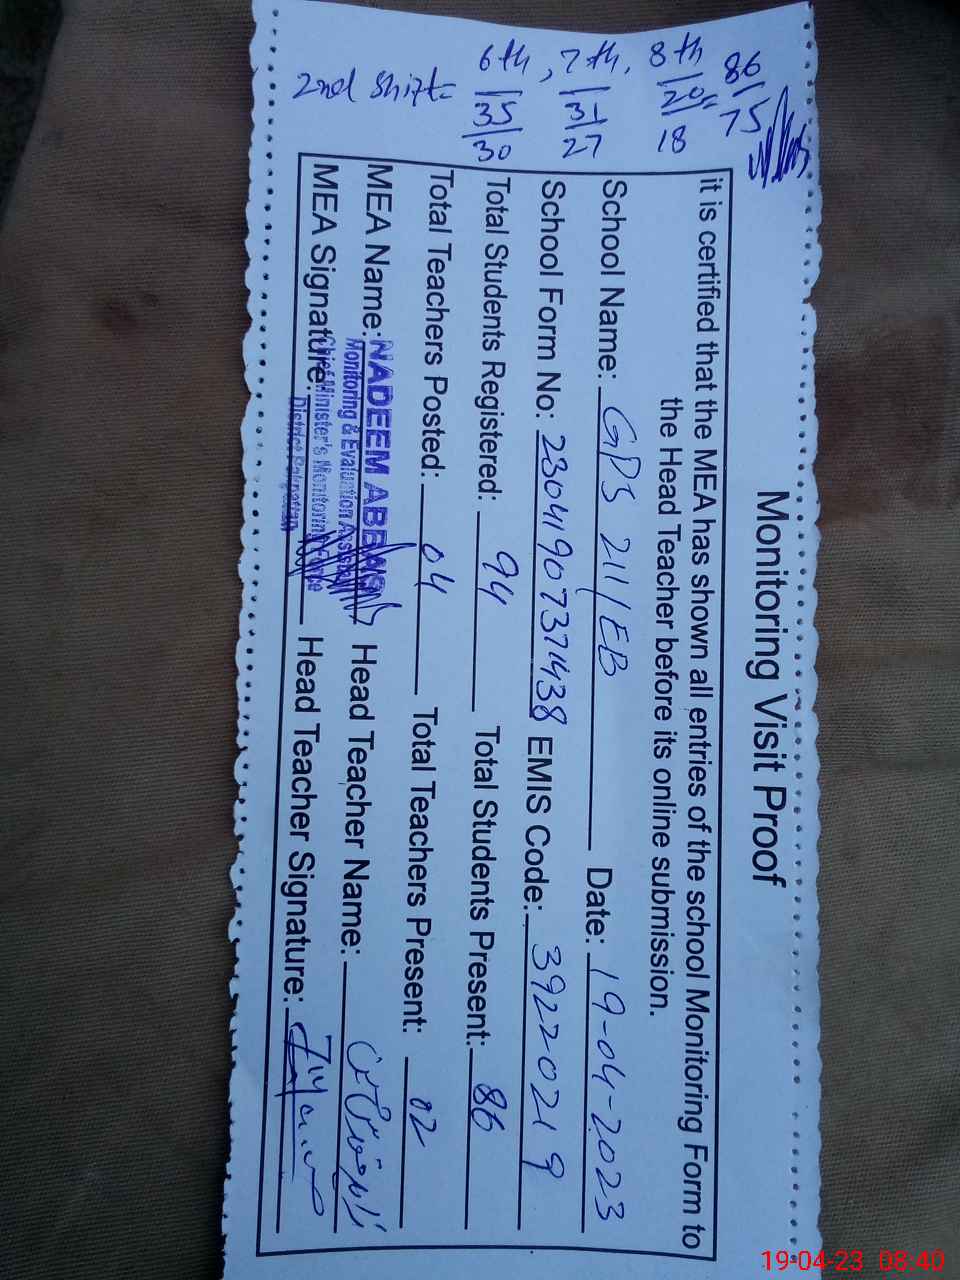 Monitoring Visit Proof
it is certified that the MEA has shown all entries of the school Monitoring Form to
the Head Teacher before its online submission.
School Name: GPS 211/EB Date: 19-04-2023
School Form No: 2304190737438 EMIS Code: 39220219
Total Students Registered: 94 Total Students Present: 86
Total Teachers Posted: 04 Total Teachers Present: 02
MEA Name: NADEEM ABBAS Head Teacher Name:
Monitoring & Evaluation Assistant
MEA Signature: Head Teacher Signature:
Chief Minister's Monitoring Force
District Pakpattan
86/75
6th, 7th, 8th
2nd Shift= 35/30 31/27 20/18
19-04-23 08:40